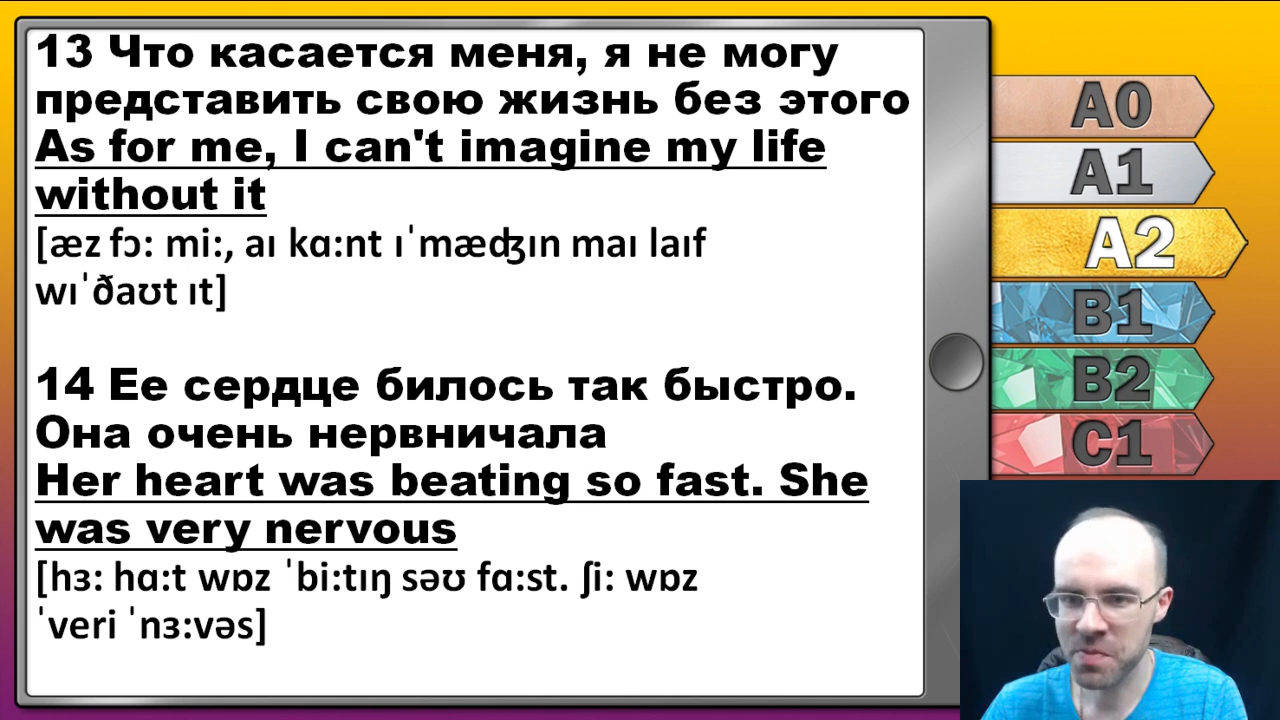 13 Что касается меня, я не могу
представить свою жизнь без этого
As for me, I can't imagine my life
without it
[æz fɔ: mi:, aɪ kɑ:nt ɪˈmæʤɪn maɪ laɪf
wɪˈðaʊt ɪt]
14 Ее сердце билось так быстро.
Она очень нервничала
Her heart was beating so fast. She
was very nervous
[hɜ: hɑ:t wɒz ˈbi:tɪŋ səʊ fɑ:st. ʃi: wɒz
ˈveri ˈnɜ:vəs]
A0
A1
A2
B1
B2
C1